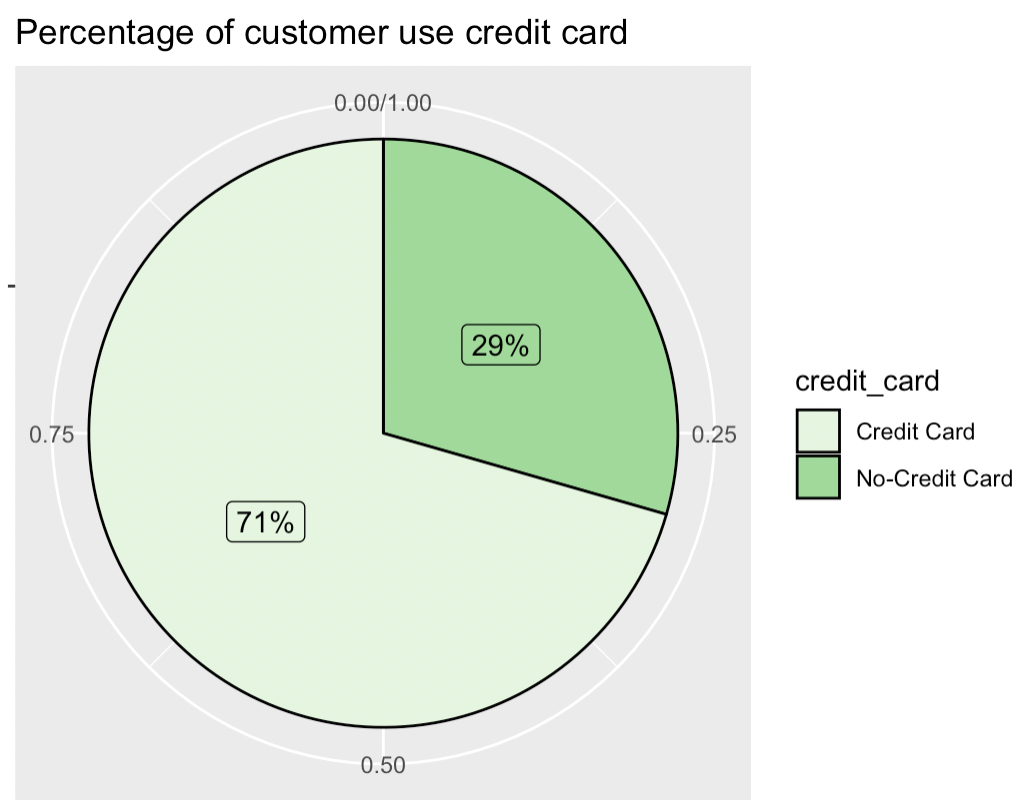 Percentage of customer use credit card
0.00/1.00
29%
0.75
0.25
71%
0.50
credit_card
Credit Card
No-Credit Card